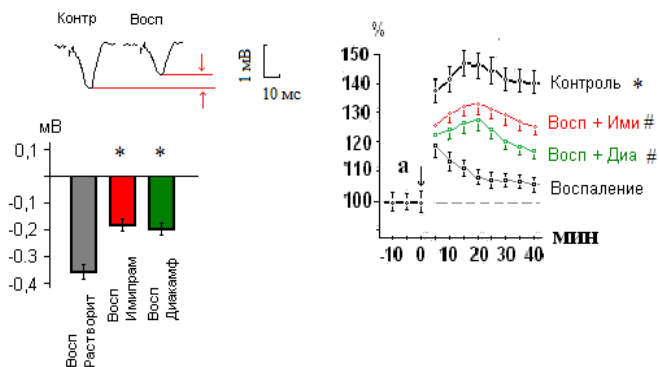 Контр Восп
1 мВ
10 мс
мВ
* *
0,1
-0,1
-0,2
-0,3
-0,4
Восп
Растворит
Восп
Имипрам
Восп
Диакамф
%
150
140
130
120
110
100
a
Контроль *
Восп + Ими #
Восп + Диа #
Воспаление
мин
-10 0 10 20 30 40